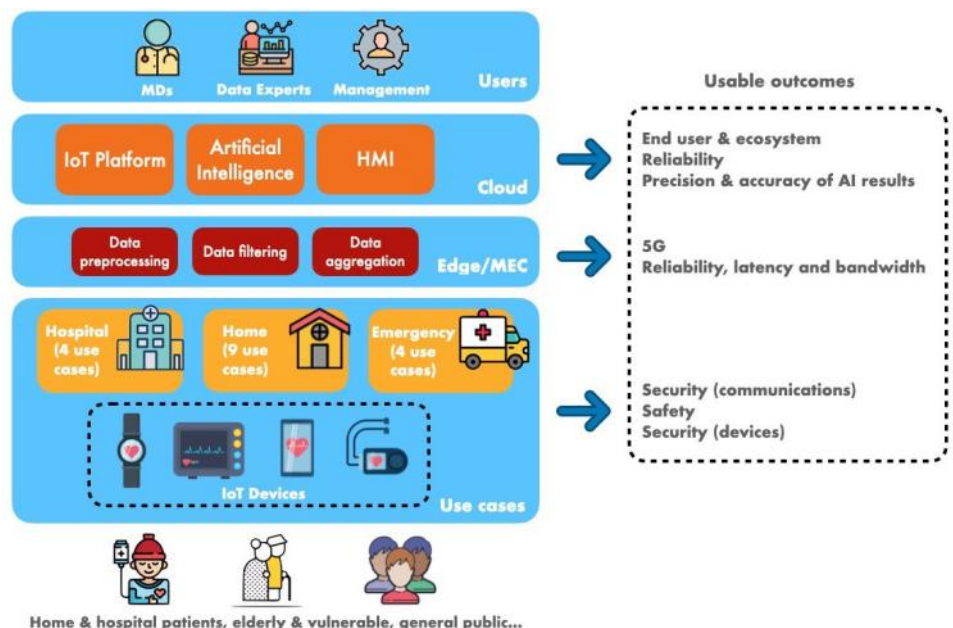 MDs
Data Experts
Management
Users
IoT Platform
Artificial
Intelligence
HMI
Cloud
Data
preprocessing
Data filtering
Data
aggregation
Edge/MEC
Hospital
(4 use
cases)
Home
(9 use
cases)
Emergency
(4 use
cases)
IoT Devices
Use cases
Home & hospital patients, elderly & vulnerable, general public...
Usable outcomes
End user & ecosystem
Reliability
Precision & accuracy of AI results
5G
Reliability, latency and bandwidth
Security (communications)
Safety
Security (devices)